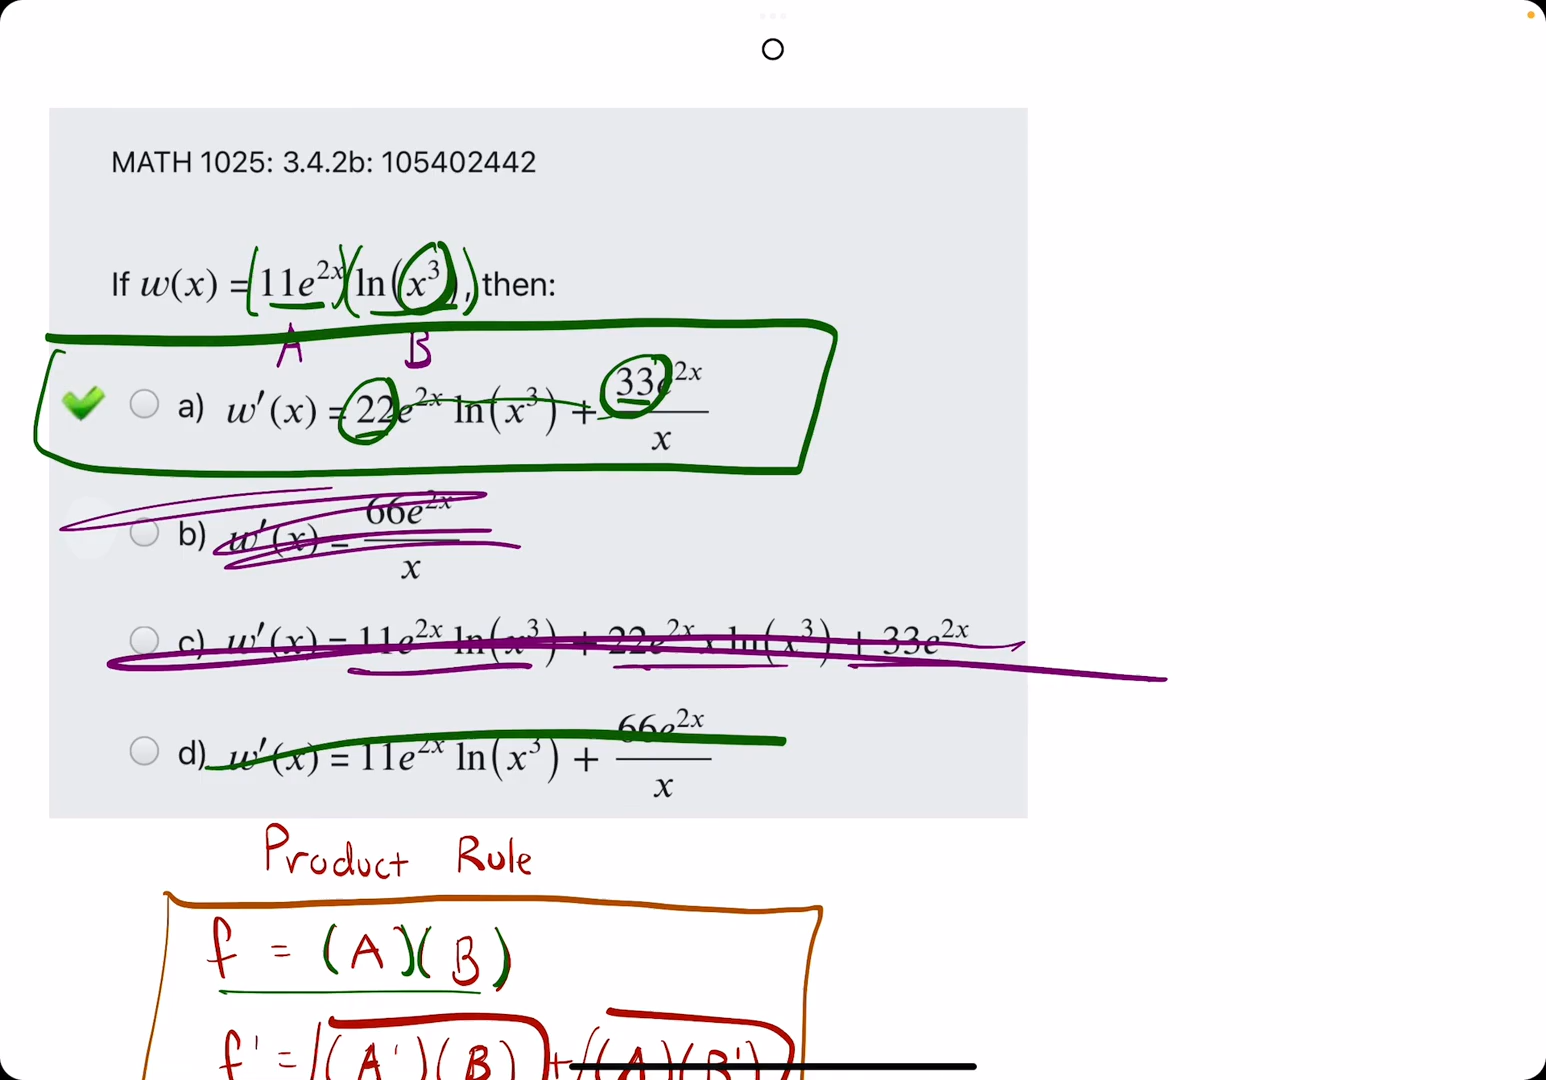 MATH 1025: 3.4.2b: 105402442
If w(x) = (11e^{2x})(ln(x^3),) then:
A B
a) w′(x) = 22e^{2x} ln(x^3) + 33e^{2x}/x
b) w′(x) = 66e^{2x}/x
c) w′(x) = 11e^{2x} ln(x^3) + 22e^{2x} x ln(x^3) + 33e^{2x}
d) w′(x) = 11e^{2x} ln(x^3) + 66e^{2x}/x
Product Rule
f = (A)(B)
f' = (A')(B) + (A)(B')